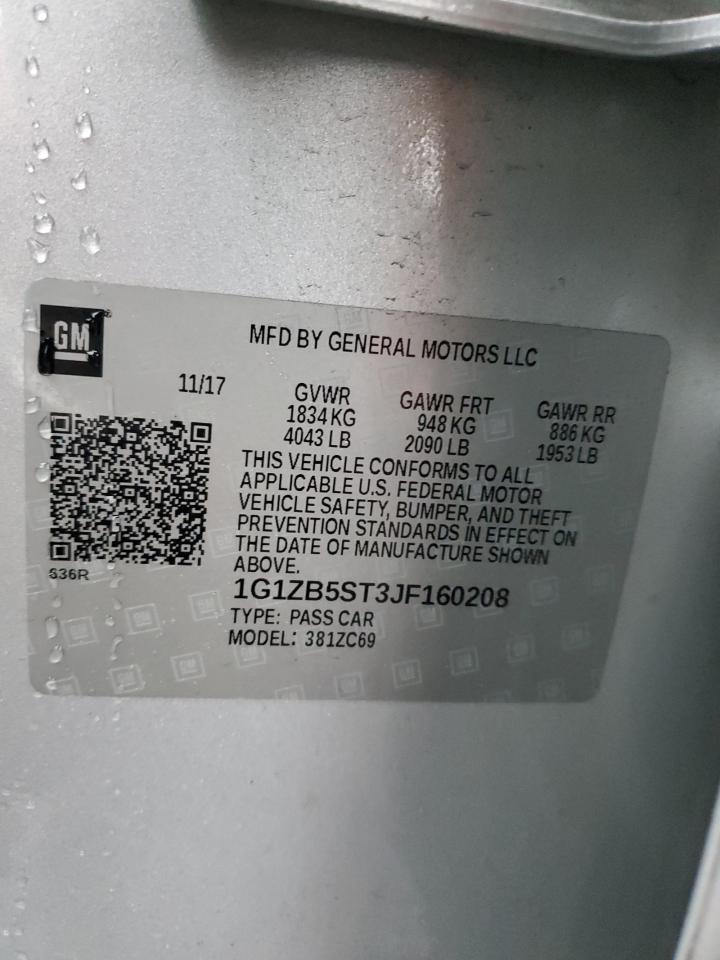 GM
MFD BY GENERAL MOTORS LLC
11/17
GVWR
1834 KG
4043 LB
GAWR FRT
948 KG
2090 LB
GAWR RR
886 KG
1953 LB
THIS VEHICLE CONFORMS TO ALL
APPLICABLE U.S. FEDERAL MOTOR
VEHICLE SAFETY, BUMPER, AND THEFT
PREVENTION STANDARDS IN EFFECT ON
THE DATE OF MANUFACTURE SHOWN
ABOVE.
536R
1G1ZB5ST3JF160208
TYPE: PASS CAR
MODEL: 381ZC69